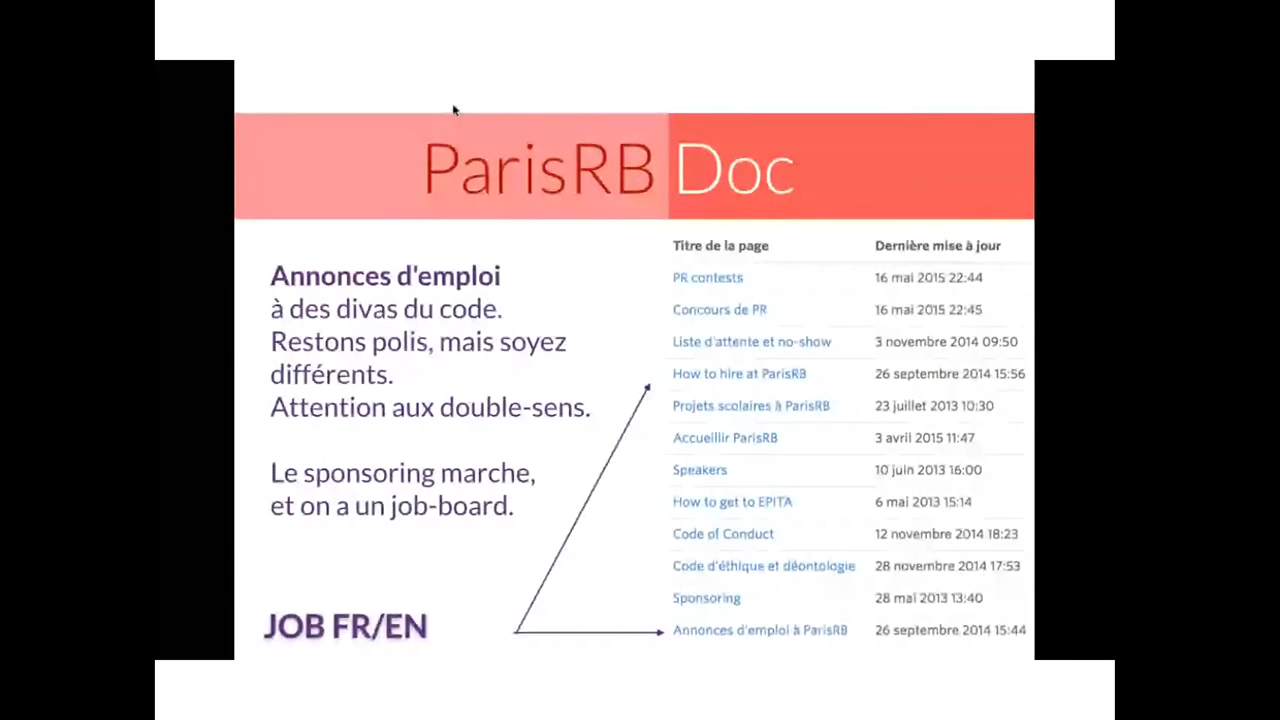 ParisRB Doc
Annonces d'emploi
à des divas du code.
Restons polis, mais soyez
différents.
Attention aux double-sens.
Le sponsoring marche,
et on a un job-board.
JOB FR/EN
Titre de la page Dernière mise à jour
PR contests 16 mai 2015 22:44
Concours de PR 16 mai 2015 22:45
Liste d'attente et no-show 3 novembre 2014 09:50
How to hire at ParisRB 26 septembre 2014 15:56
Projets scolaires à ParisRB 23 juillet 2013 10:30
Accueillir ParisRB 3 avril 2015 11:47
Speakers 10 juin 2013 16:00
How to get to EPITA 6 mai 2013 15:14
Code of Conduct 12 novembre 2014 18:23
Code d'éthique et déontologie 28 novembre 2014 17:53
Sponsoring 28 mai 2013 13:40
Annonces d'emploi à ParisRB 26 septembre 2014 15:44